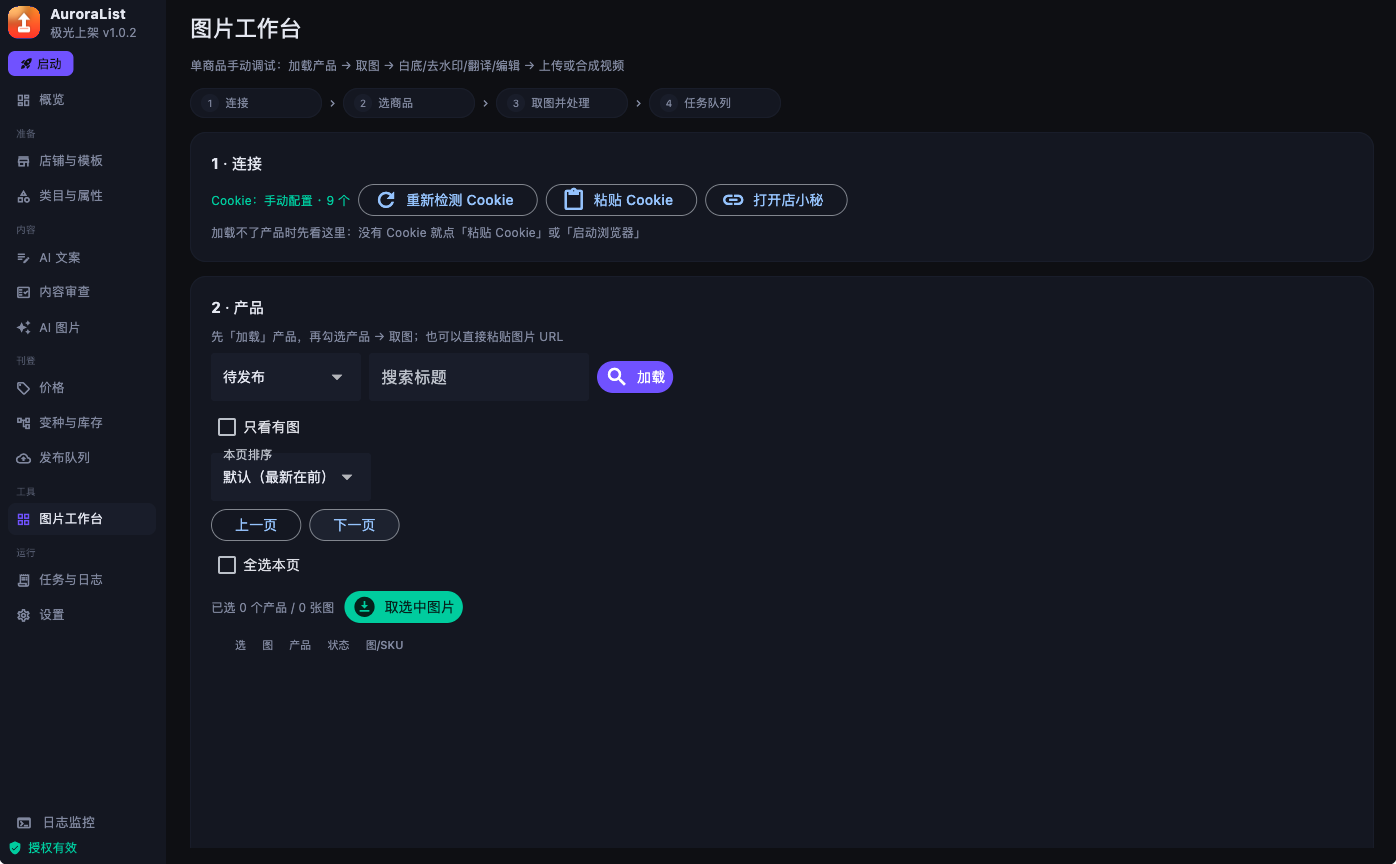 AuroraList
极光上架 v1.0.2
启动
概览
准备
店铺与模板
类目与属性
内容
AI 文案
内容审查
AI 图片
刊登
价格
变种与库存
发布队列
工具
图片工作台
运行
任务与日志
设置
日志监控
授权有效
图片工作台
单商品手动调试：加载产品 → 取图 → 白底/去水印/翻译/编辑 → 上传或合成视频
1 连接 › 2 选商品 › 3 取图并处理 › 4 任务队列
1 · 连接
Cookie：手动配置 · 9 个 重新检测 Cookie 粘贴 Cookie 打开店小秘
加载不了产品时先看这里：没有 Cookie 就点「粘贴 Cookie」或「启动浏览器」
2 · 产品
先「加载」产品，再勾选产品 → 取图；也可以直接粘贴图片 URL
待发布 搜索标题 加载
只看有图
本页排序
默认（最新在前）
上一页 下一页
全选本页
已选 0 个产品 / 0 张图 取选中图片
选 图 产品 状态 图/SKU